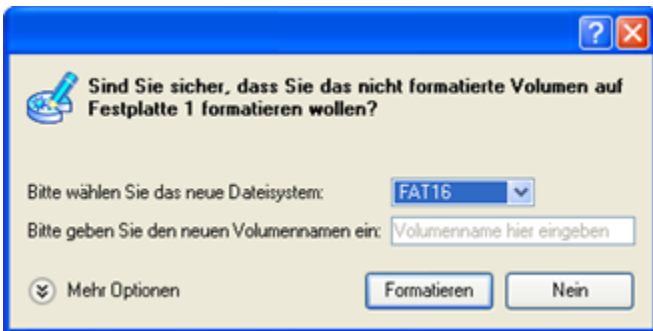 Sind Sie sicher, dass Sie das nicht formatierte Volumen auf
Festplatte 1 formatieren wollen?
Bitte wählen Sie das neue Dateisystem: FAT16
Bitte geben Sie den neuen Volumennamen ein: Volumenname hier eingeben
Mehr Optionen Formatieren Nein